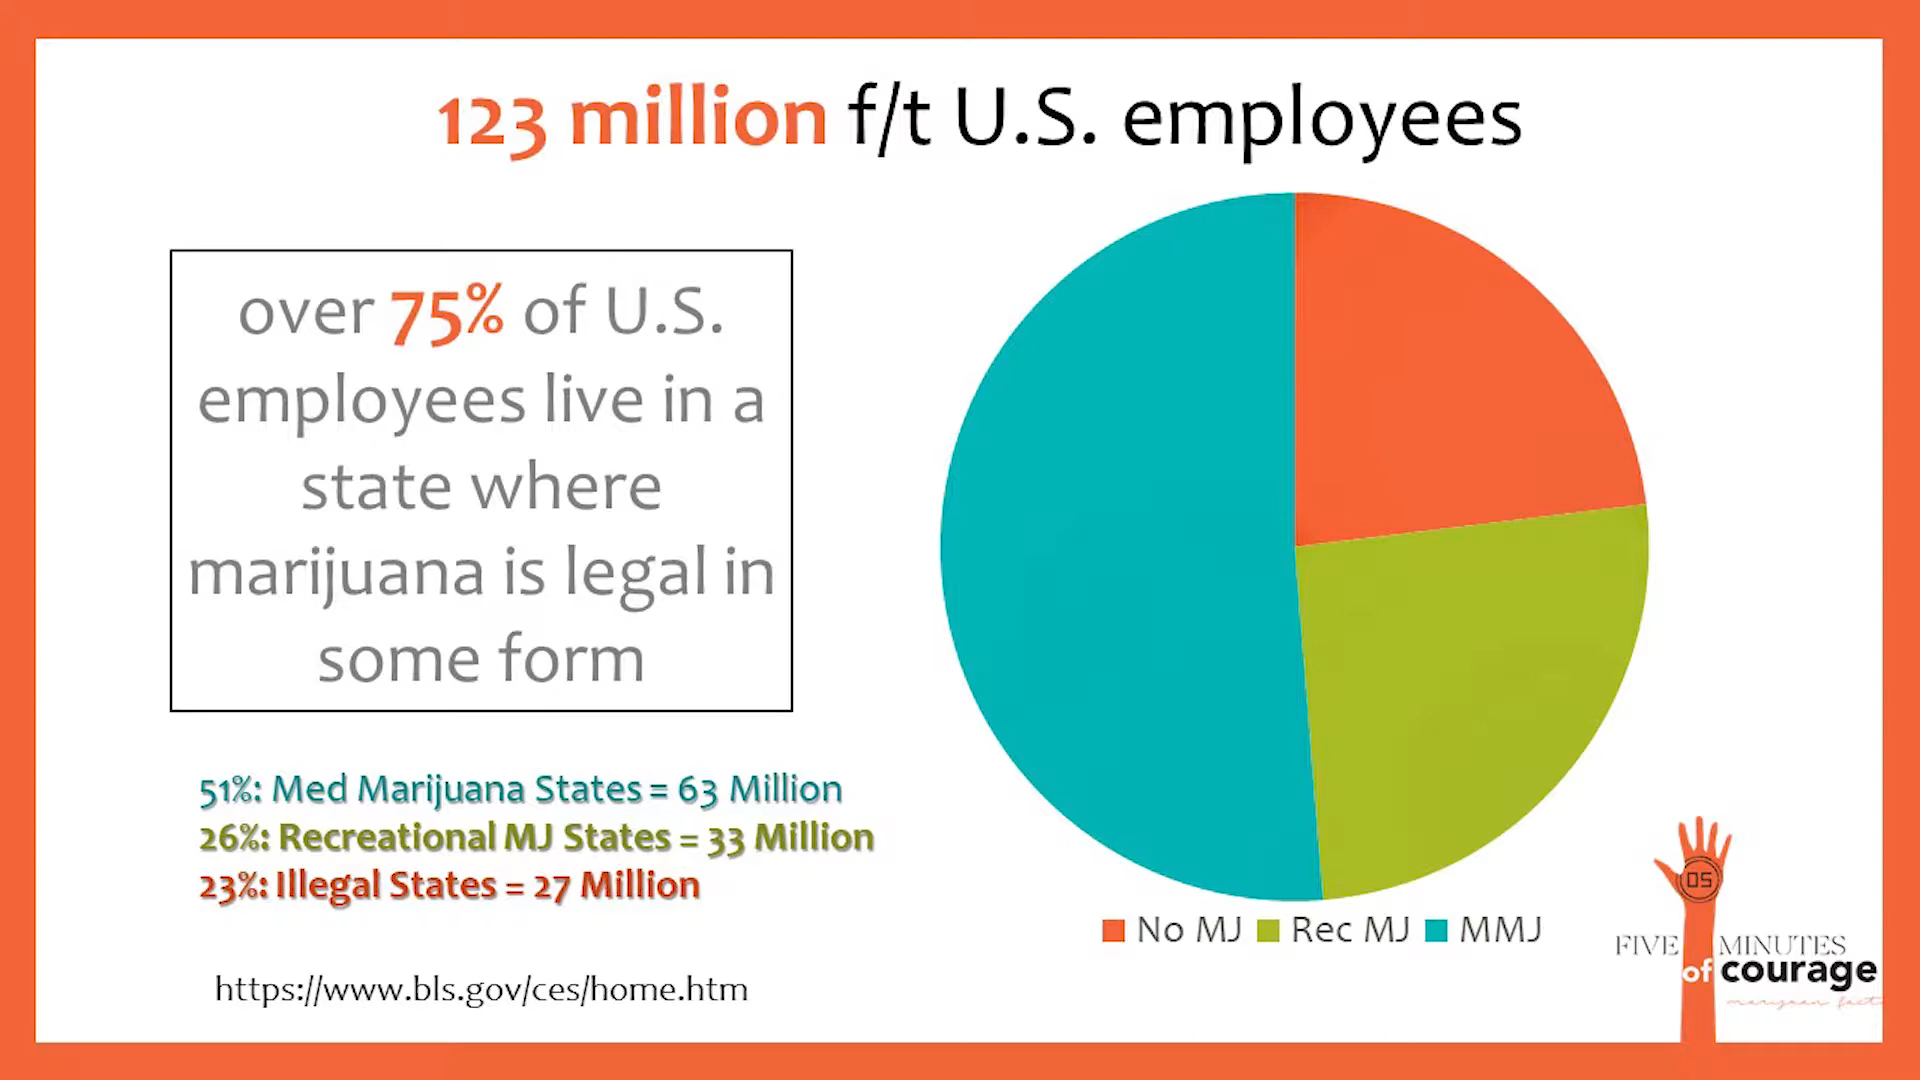 123 million f/t U.S. employees
over 75% of U.S.
employees live in a
state where
marijuana is legal in
some form
51%: Med Marijuana States = 63 Million
26%: Recreational MJ States = 33 Million
23%: Illegal States = 27 Million
https://www.bls.gov/ces/home.htm
No MJ Rec MJ MMJ
05
FIVE MINUTES
of courage